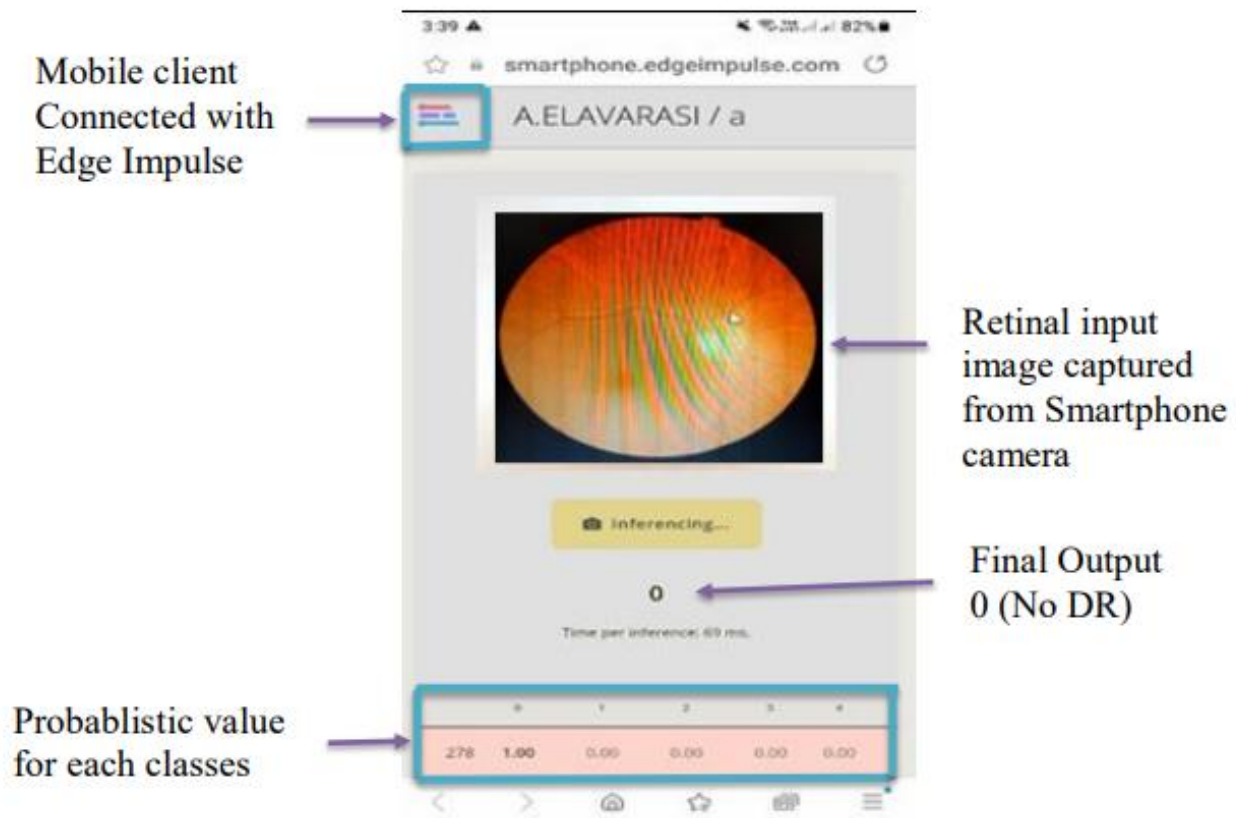 3:39 82%
smartphone.edgeimpulse.com
Mobile client
Connected with
Edge Impulse
A.ELAVARASI / a
Retinal input
image captured
from Smartphone
camera
Inferencing...
Final Output
0 (No DR)
0
Time per inference: 69 ms.
Probablistic value
for each classes
0 1 2 3 4
278 1.00 0.00 0.00 0.00 0.00